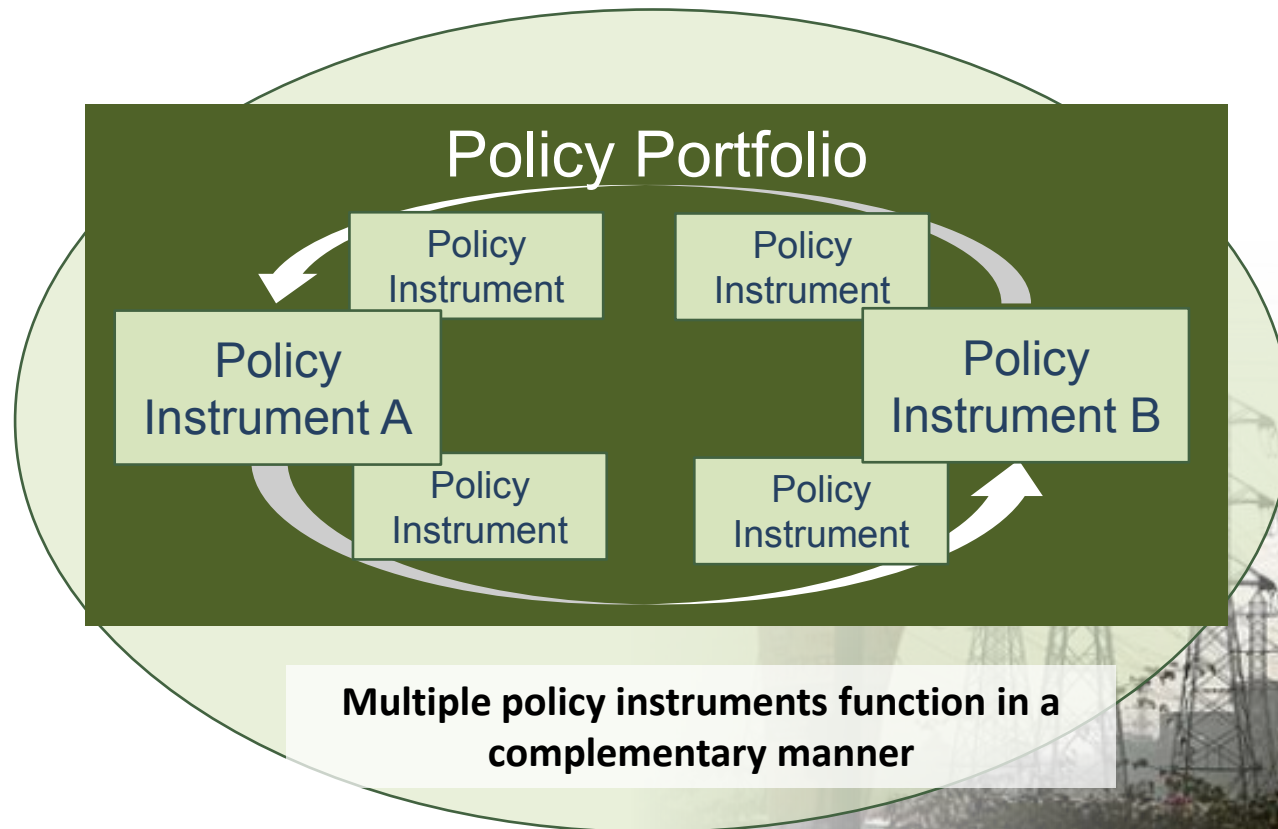 Policy Portfolio
Policy
Instrument
Policy
Instrument
Policy
Instrument A
Policy
Instrument B
Policy
Instrument
Policy
Instrument
Multiple policy instruments function in a
complementary manner